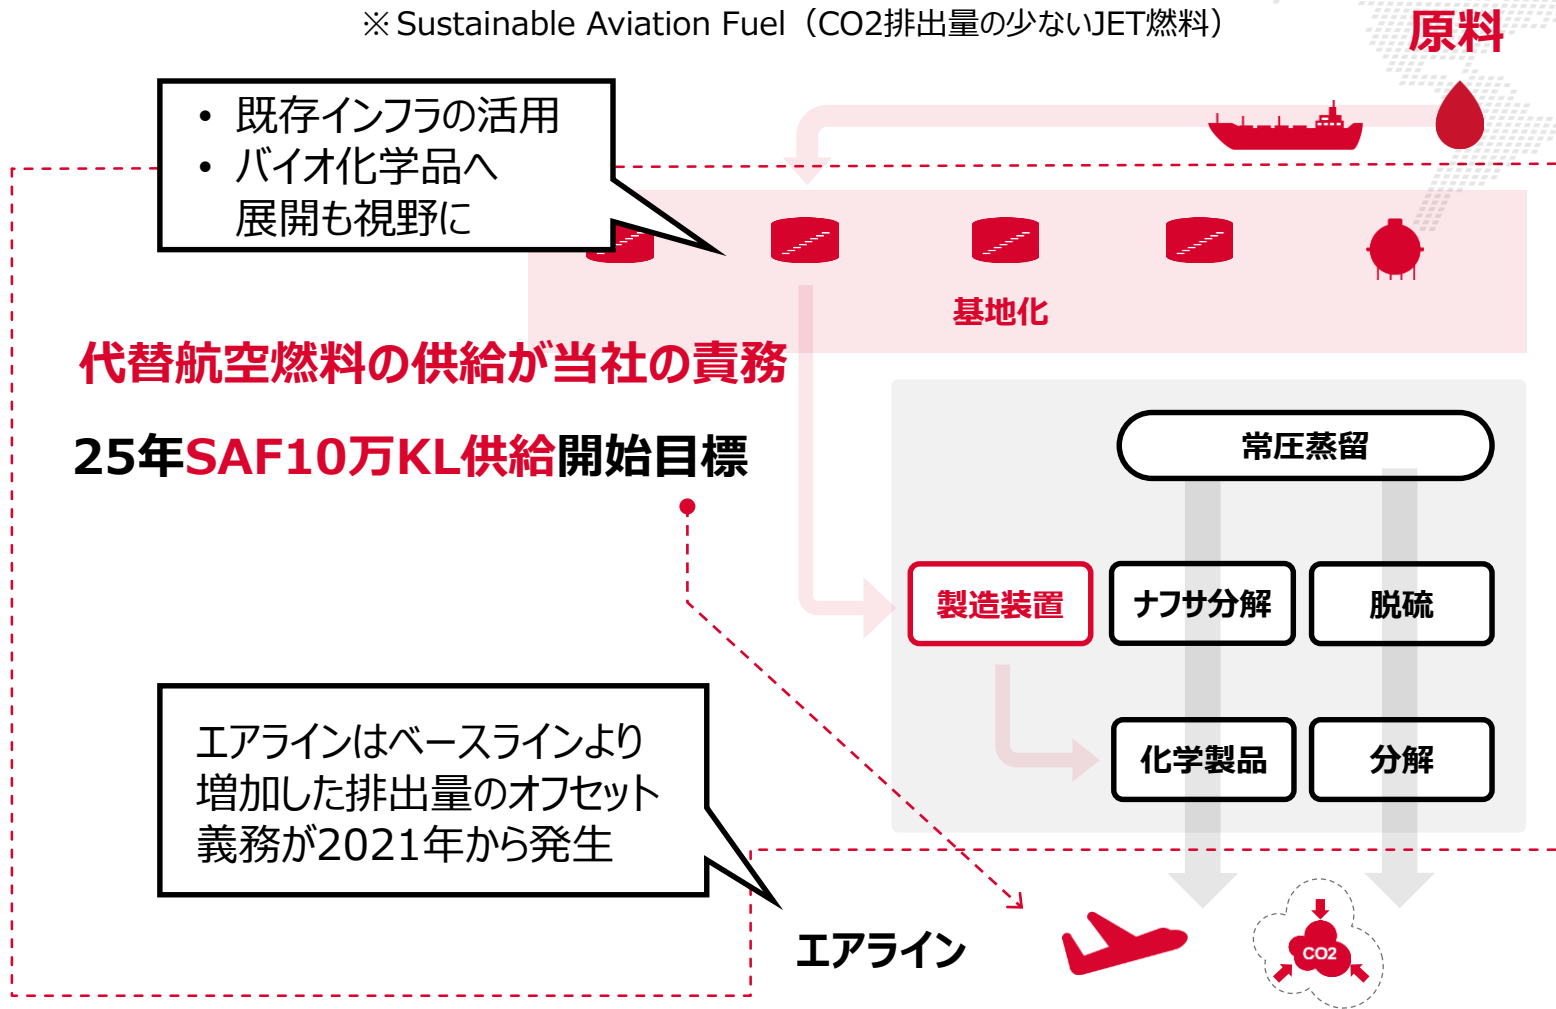 ※Sustainable Aviation Fuel（CO2排出量の少ないJET燃料）
原料
• 既存インフラの活用
• バイオ化学品へ
展開も視野に
基地化
代替航空燃料の供給が当社の責務
25年SAF10万KL供給開始目標
常圧蒸留
製造装置
ナフサ分解
脱硫
エアラインはベースラインより
増加した排出量のオフセット
義務が2021年から発生
化学製品
分解
エアライン
CO2